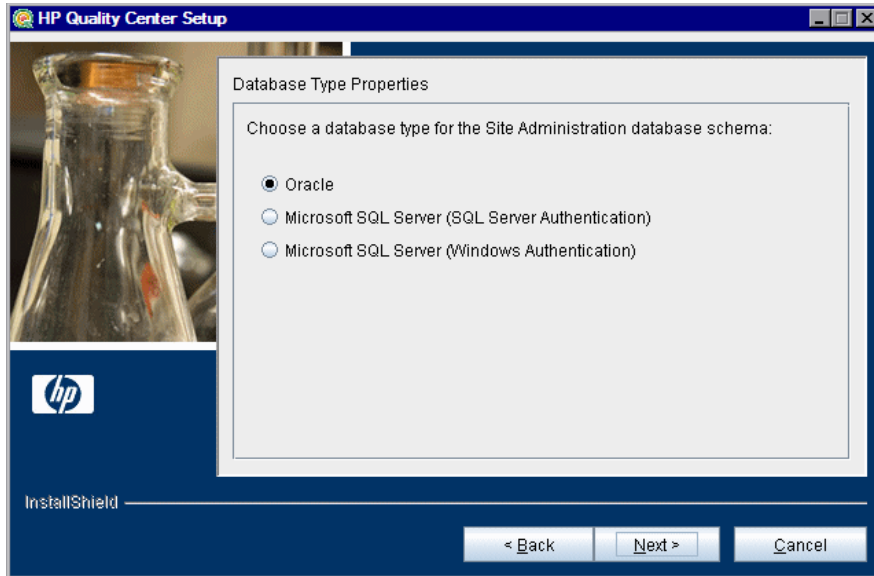 HP Quality Center Setup
Database Type Properties
Choose a database type for the Site Administration database schema:
Oracle
Microsoft SQL Server (SQL Server Authentication)
Microsoft SQL Server (Windows Authentication)
hp
InstallShield
< Back
Next >
Cancel